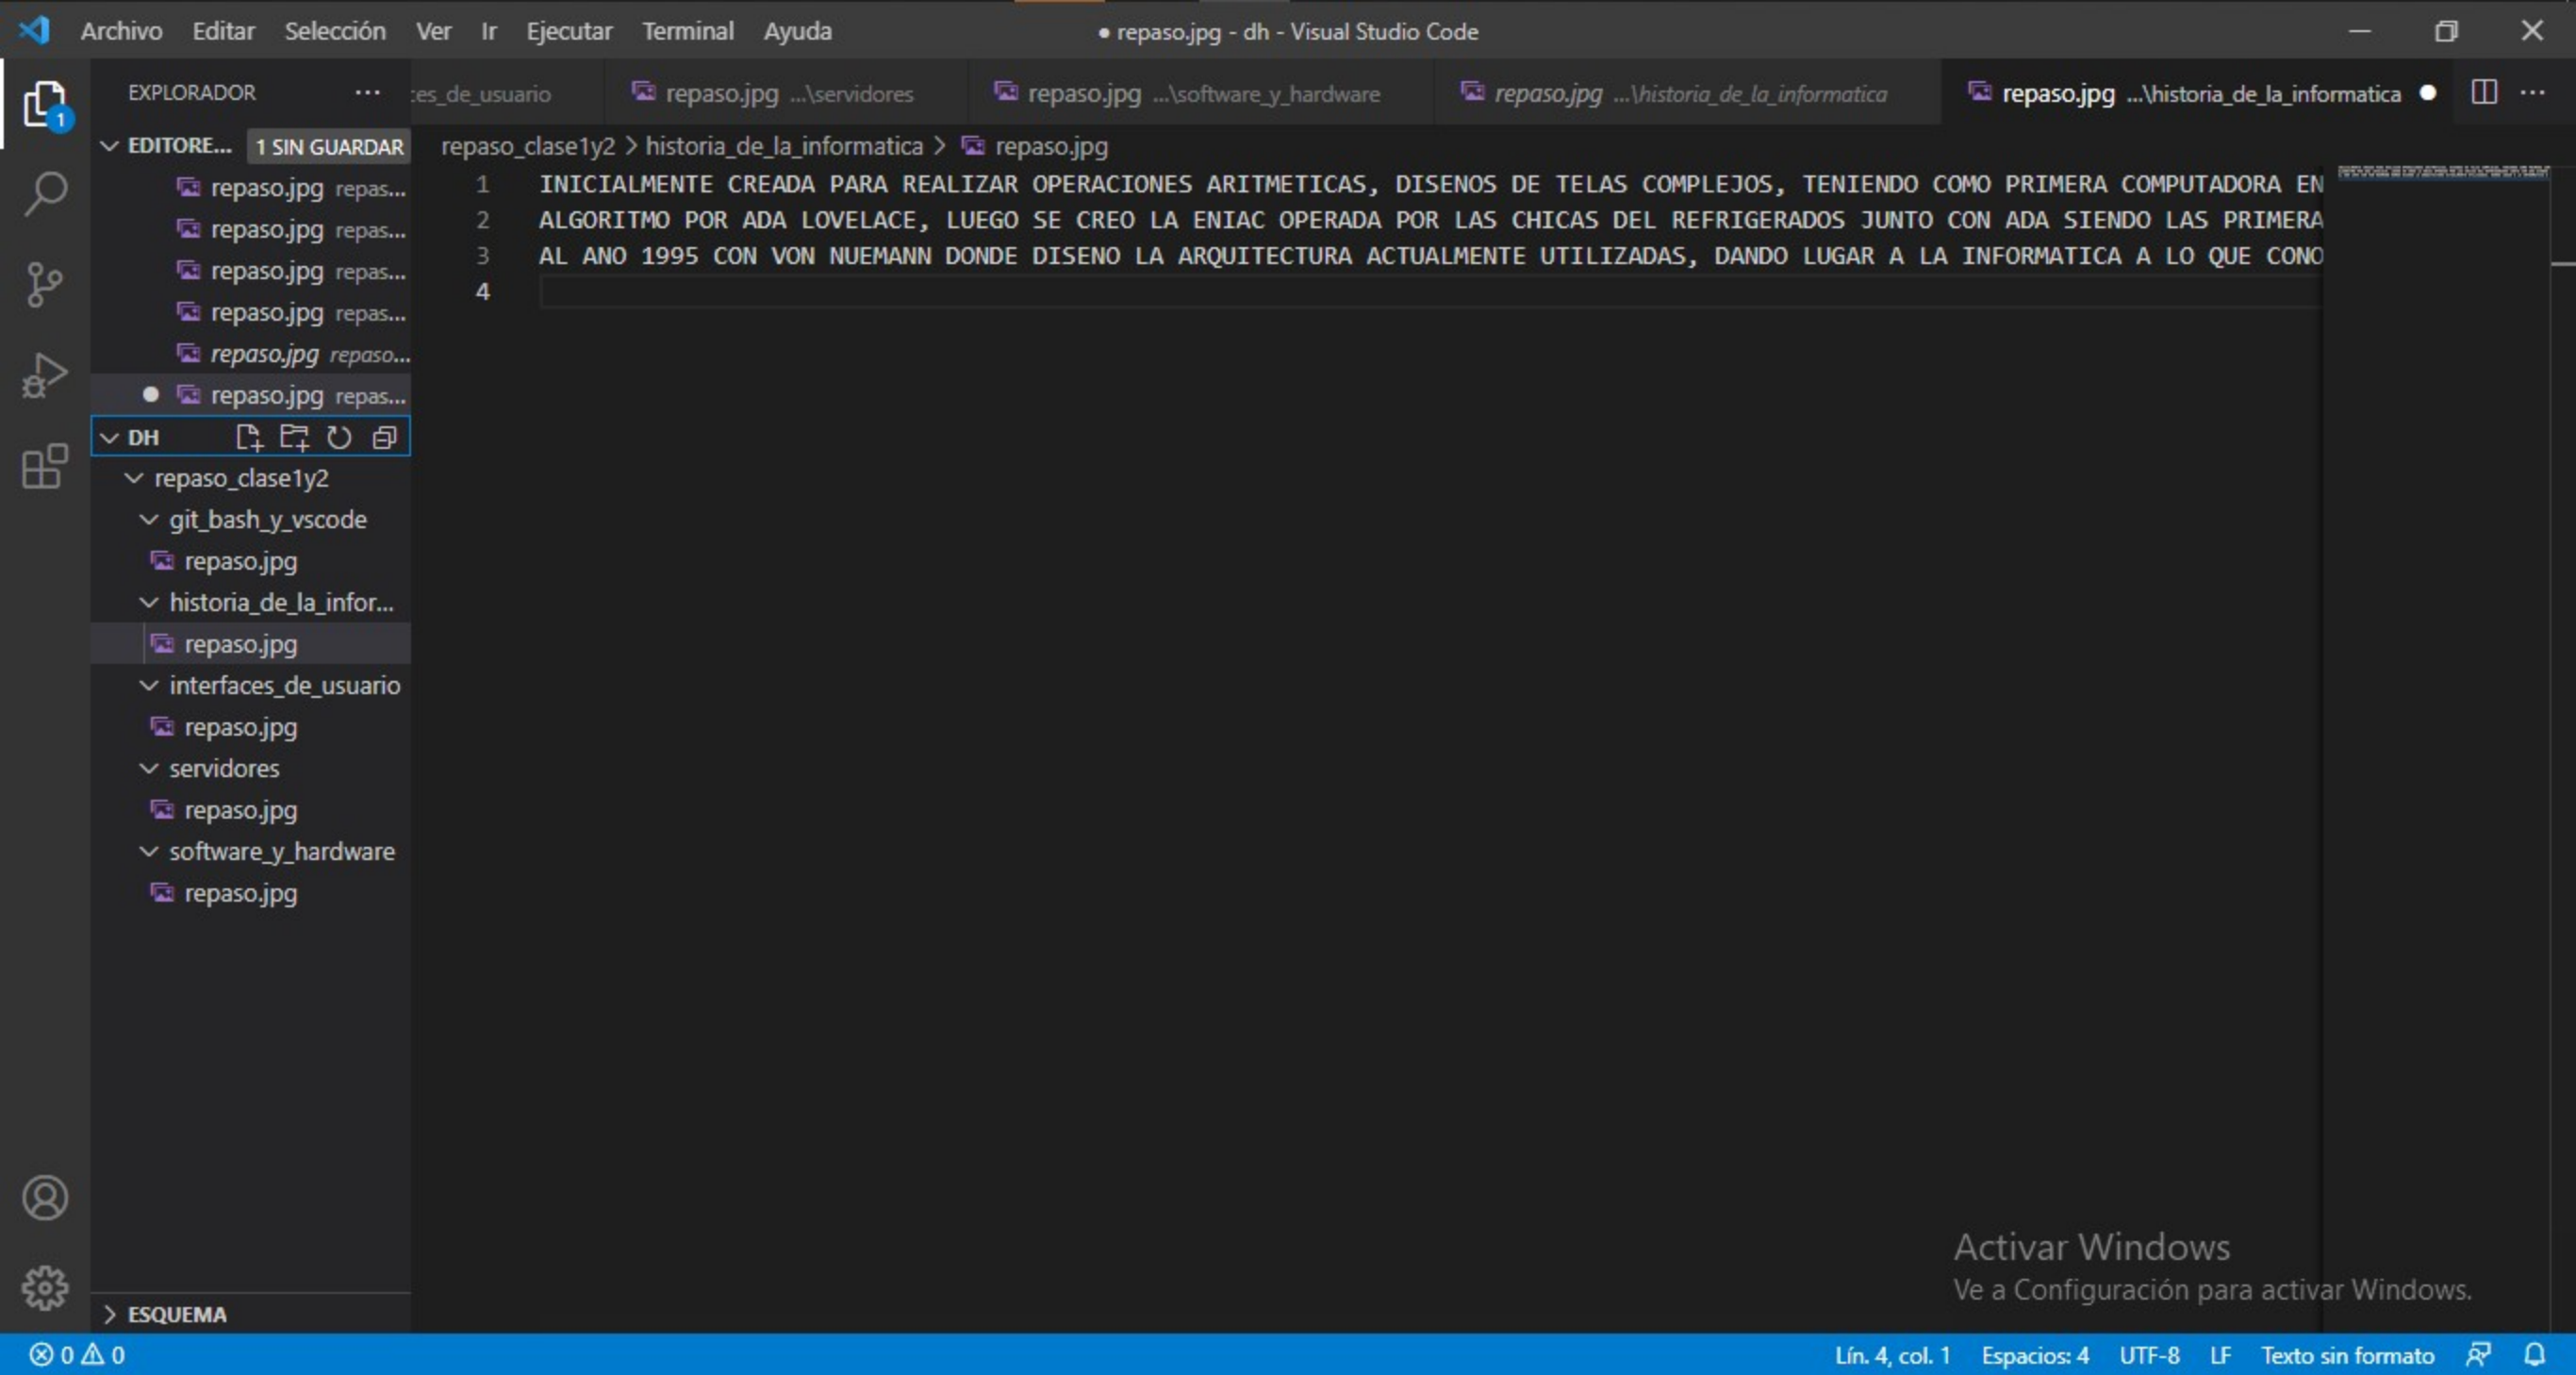 Archivo Editar Selección Ver Ir Ejecutar Terminal Ayuda
● repaso.jpg - dh - Visual Studio Code
EXPLORADOR ...
ces_de_usuario
repaso.jpg ...\servidores
repaso.jpg ...\software_y_hardware
repaso.jpg ...\historia_de_la_informatica
repaso.jpg ...\historia_de_la_informatica ●
...
1
EDITORE... 1 SIN GUARDAR
repaso.jpg repas...
repaso.jpg repas...
repaso.jpg repas...
repaso.jpg repas...
repaso.jpg repaso...
● repaso.jpg repas...
DH
repaso_clase1y2
git_bash_y_vscode
repaso.jpg
historia_de_la_infor...
repaso.jpg
interfaces_de_usuario
repaso.jpg
servidores
repaso.jpg
software_y_hardware
repaso.jpg
ESQUEMA
repaso_clase1y2 > historia_de_la_informatica > repaso.jpg
1 INICIALMENTE CREADA PARA REALIZAR OPERACIONES ARITMETICAS, DISENOS DE TELAS COMPLEJOS, TENIENDO COMO PRIMERA COMPUTADORA EN
2 ALGORITMO POR ADA LOVELACE, LUEGO SE CREO LA ENIAC OPERADA POR LAS CHICAS DEL REFRIGERADOS JUNTO CON ADA SIENDO LAS PRIMERA
3 AL ANO 1995 CON VON NUEMANN DONDE DISENO LA ARQUITECTURA ACTUALMENTE UTILIZADAS, DANDO LUGAR A LA INFORMATICA A LO QUE CONO
4
Activar Windows
Ve a Configuración para activar Windows.
0 0
Lín. 4, col. 1 Espacios: 4 UTF-8 LF Texto sin formato